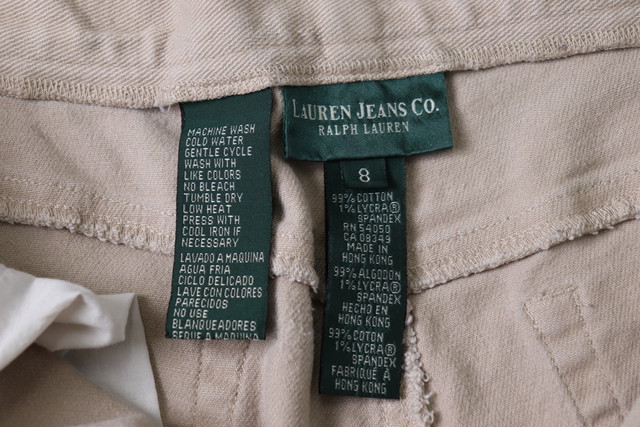 MACHINE WASH
COLD WATER
GENTLE CYCLE
WASH WITH
LIKE COLORS
NO BLEACH
TUMBLE DRY
LOW HEAT
PRESS WITH
COOL IRON IF
NECESSARY
LAVADO A MAQUINA
AGUA FRIA
CICLO DELICADO
LAVE CON COLORES
PARECIDOS
NO USE
BLANQUEADORES
SEQUE A MAQUINA
LAUREN JEANS CO.
RALPH LAUREN
8
99% COTTON
1% LYCRA®
SPANDEX
RN 54050
CA 08349
MADE IN
HONG KONG
99% ALGODON
1% LYCRA®
SPANDEX
HECHO EN
HONG KONG
99% COTON
1% LYCRA®
SPANDEX
FABRIQUÉ À
HONG KONG